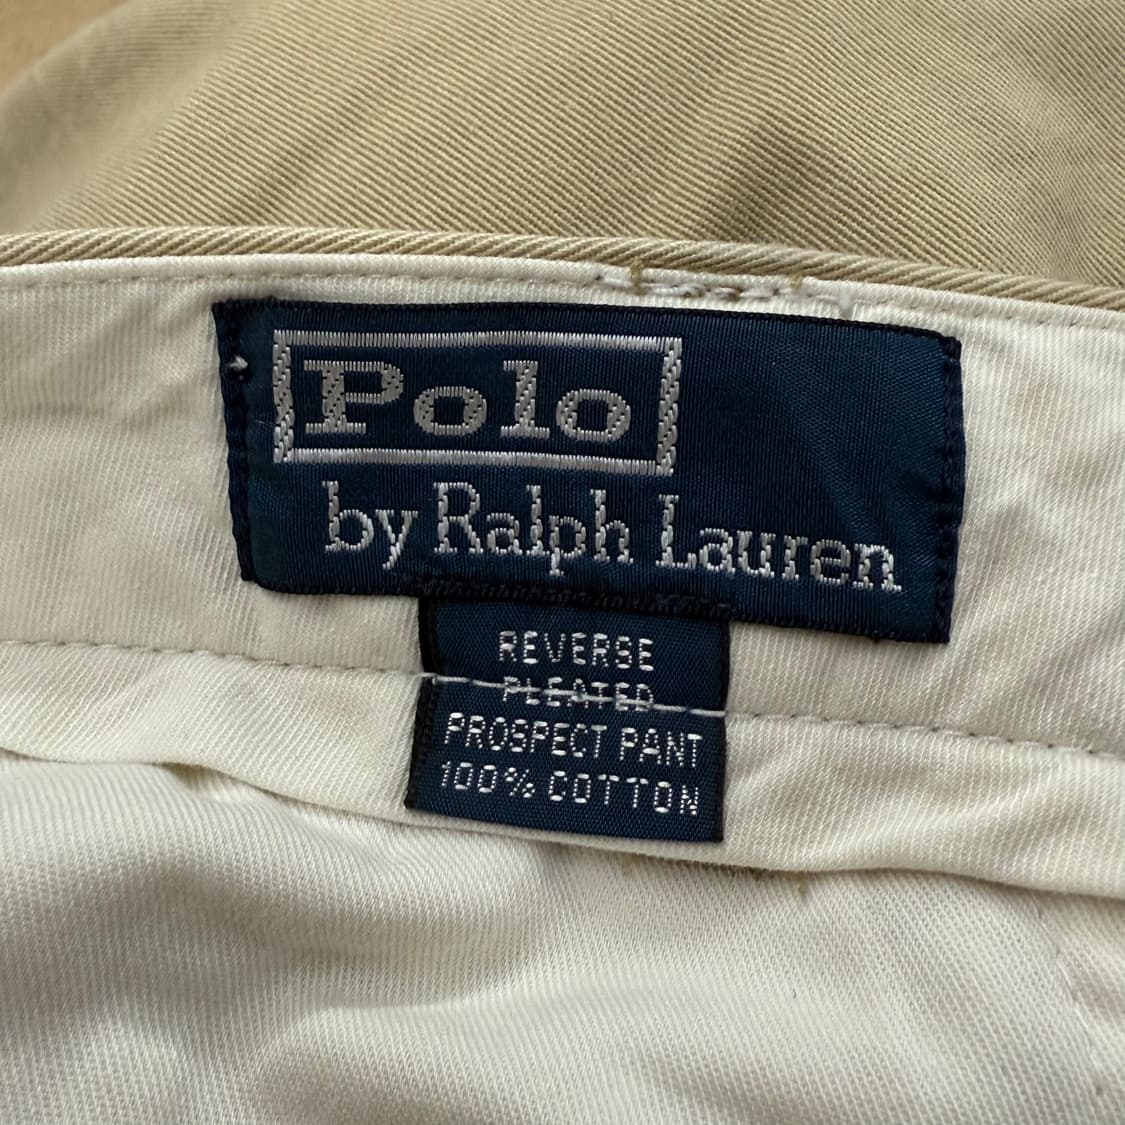 Polo
by Ralph Lauren
REVERSE
PLEATED
PROSPECT PANT
100% COTTON